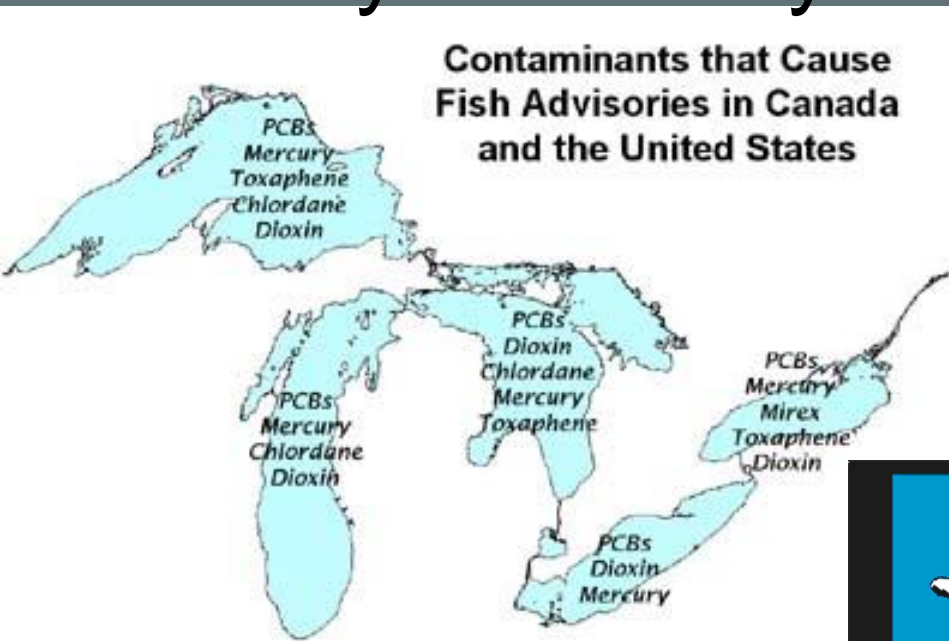 Contaminants that Cause
Fish Advisories in Canada
and the United States
PCBs
Mercury
Toxaphene
Chlordane
Dioxin
PCBs
Mercury
Chlordane
Dioxin
PCBs
Dioxin
Chlordane
Mercury
Toxaphene
PCBs
Mercury
Mirex
Toxaphene
Dioxin
PCBs
Dioxin
Mercury